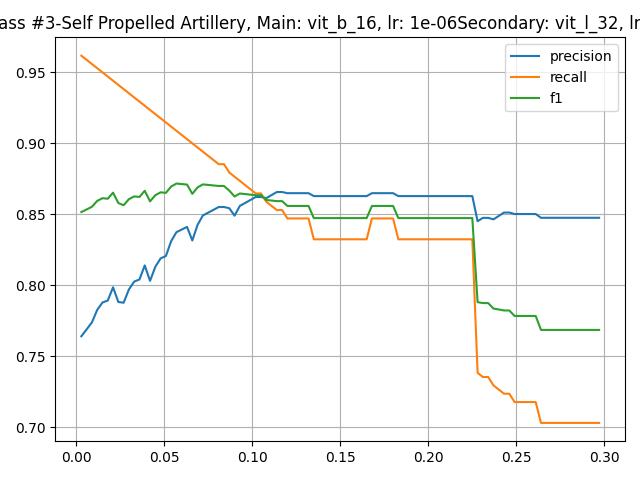 ass #3-Self Propelled Artillery, Main: vit_b_16, lr: 1e-06Secondary: vit_l_32, lr
precision
recall
f1
0.95
0.90
0.85
0.80
0.75
0.70
0.00 0.05 0.10 0.15 0.20 0.25 0.30